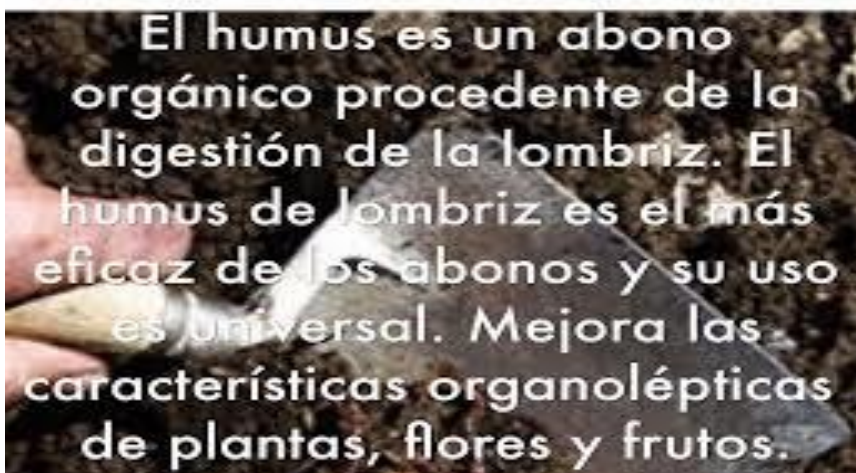 El humus es un abono
orgánico procedente de la
digestión de la lombriz. El
humus de lombriz es el más
eficaz de los abonos y su uso
es universal. Mejora las
características organolépticas
de plantas, flores y frutos.